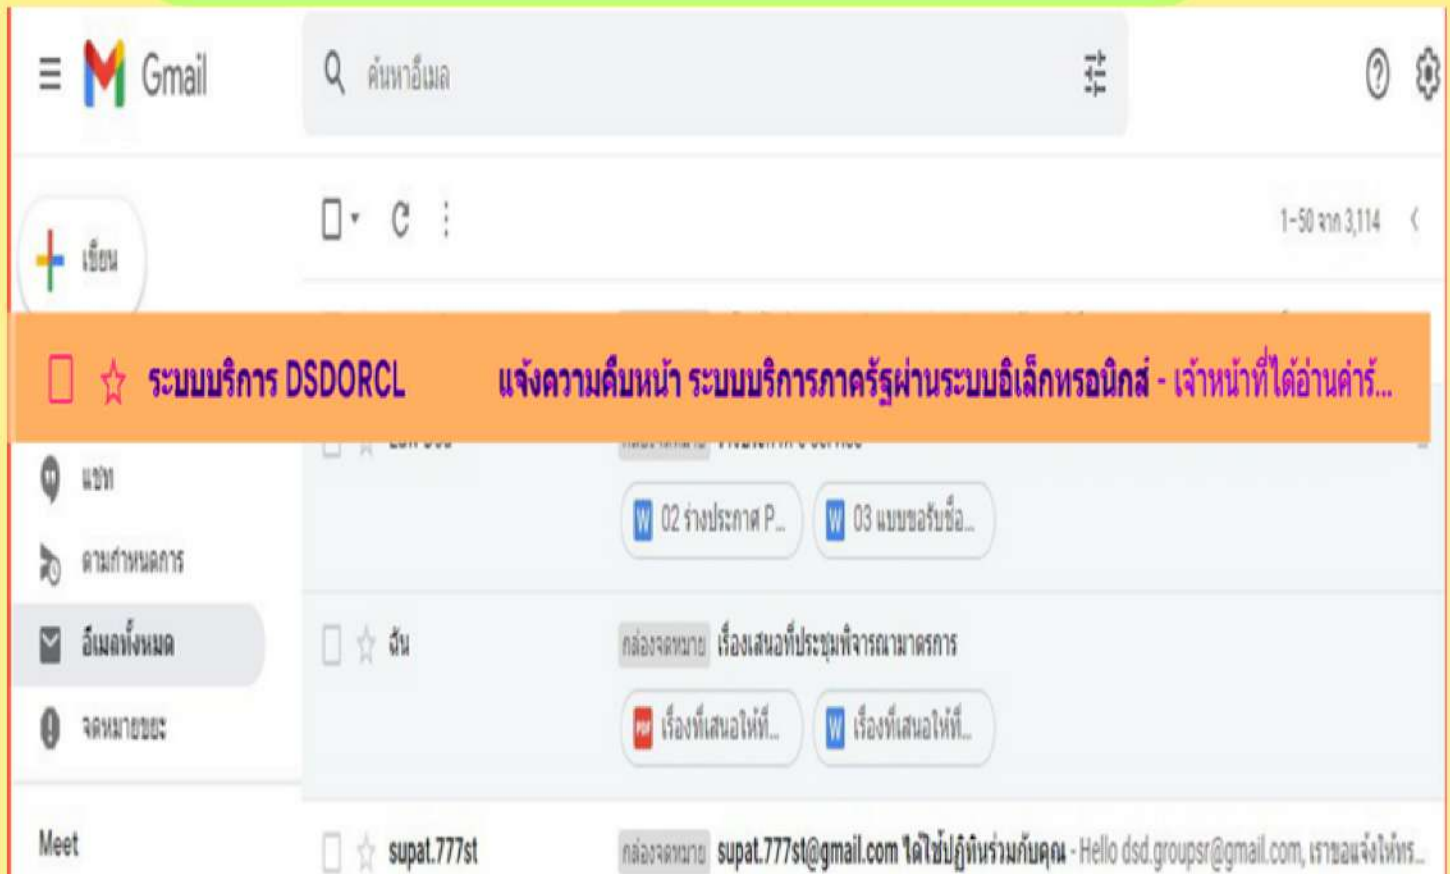 Gmail
ค้นหาอีเมล
1-50 จาก 3,114
เขียน
ระบบบริการ DSDORCL แจ้งความคืบหน้า ระบบบริการภาครัฐผ่านระบบอิเล็กทรอนิกส์ - เจ้าหน้าที่ได้อ่านคำร้...
แชท
02 ร่างประกาศ P...
03 แบบขอรับชื่อ...
ตามกำหนดการ
อีเมลทั้งหมด
ฉัน
กล่องจดหมาย เรื่องเสนอที่ประชุมพิจารณามาตรการ
PDF เรื่องที่เสนอให้ที่...
W เรื่องที่เสนอให้ที่...
จดหมายขยะ
Meet
supat.777st
กล่องจดหมาย supat.777st@gmail.com ได้ใช้ปฏิทินร่วมกับคุณ - Hello dsd.groupsr@gmail.com, เราขอแจ้งให้ทร...